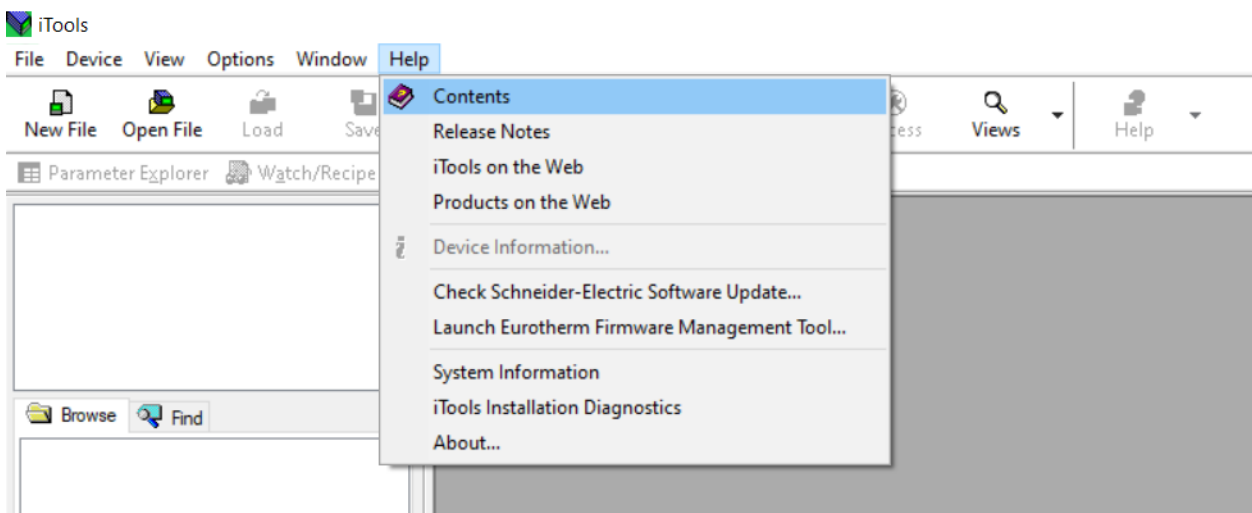 iTools
File Device View Options Window Help
New File Open File Load Save Views Help
Parameter Explorer Watch/Recipe
Contents
Release Notes
iTools on the Web
Products on the Web
Device Information...
Check Schneider-Electric Software Update...
Launch Eurotherm Firmware Management Tool...
System Information
iTools Installation Diagnostics
About...
Browse Find